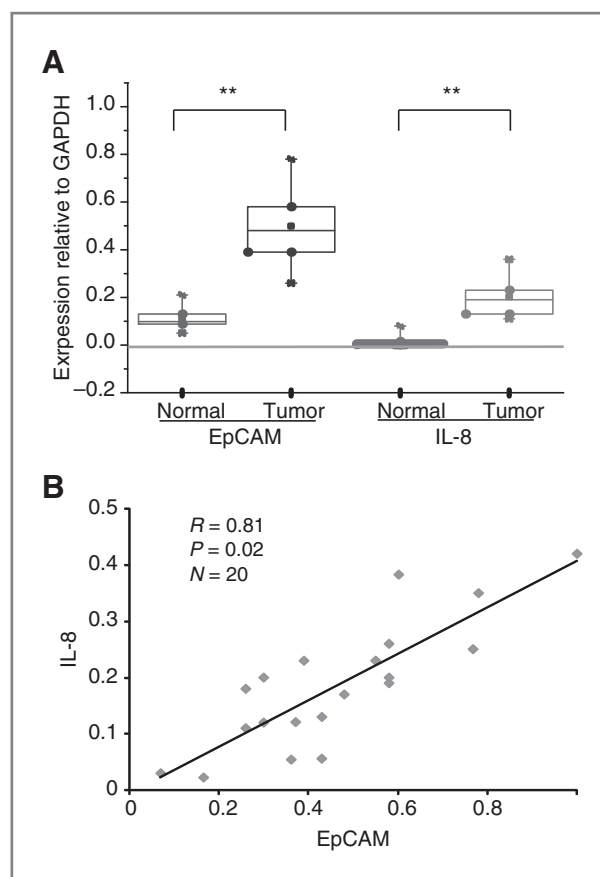 A
** **
Exrpession relative to GAPDH
1.0
0.8
0.6
0.4
0.2
0.0
−0.2
Normal Tumor Normal Tumor
EpCAM IL-8
B
R = 0.81
P = 0.02
N = 20
IL-8
0.5
0.4
0.3
0.2
0.1
0
0 0.2 0.4 0.6 0.8
EpCAM